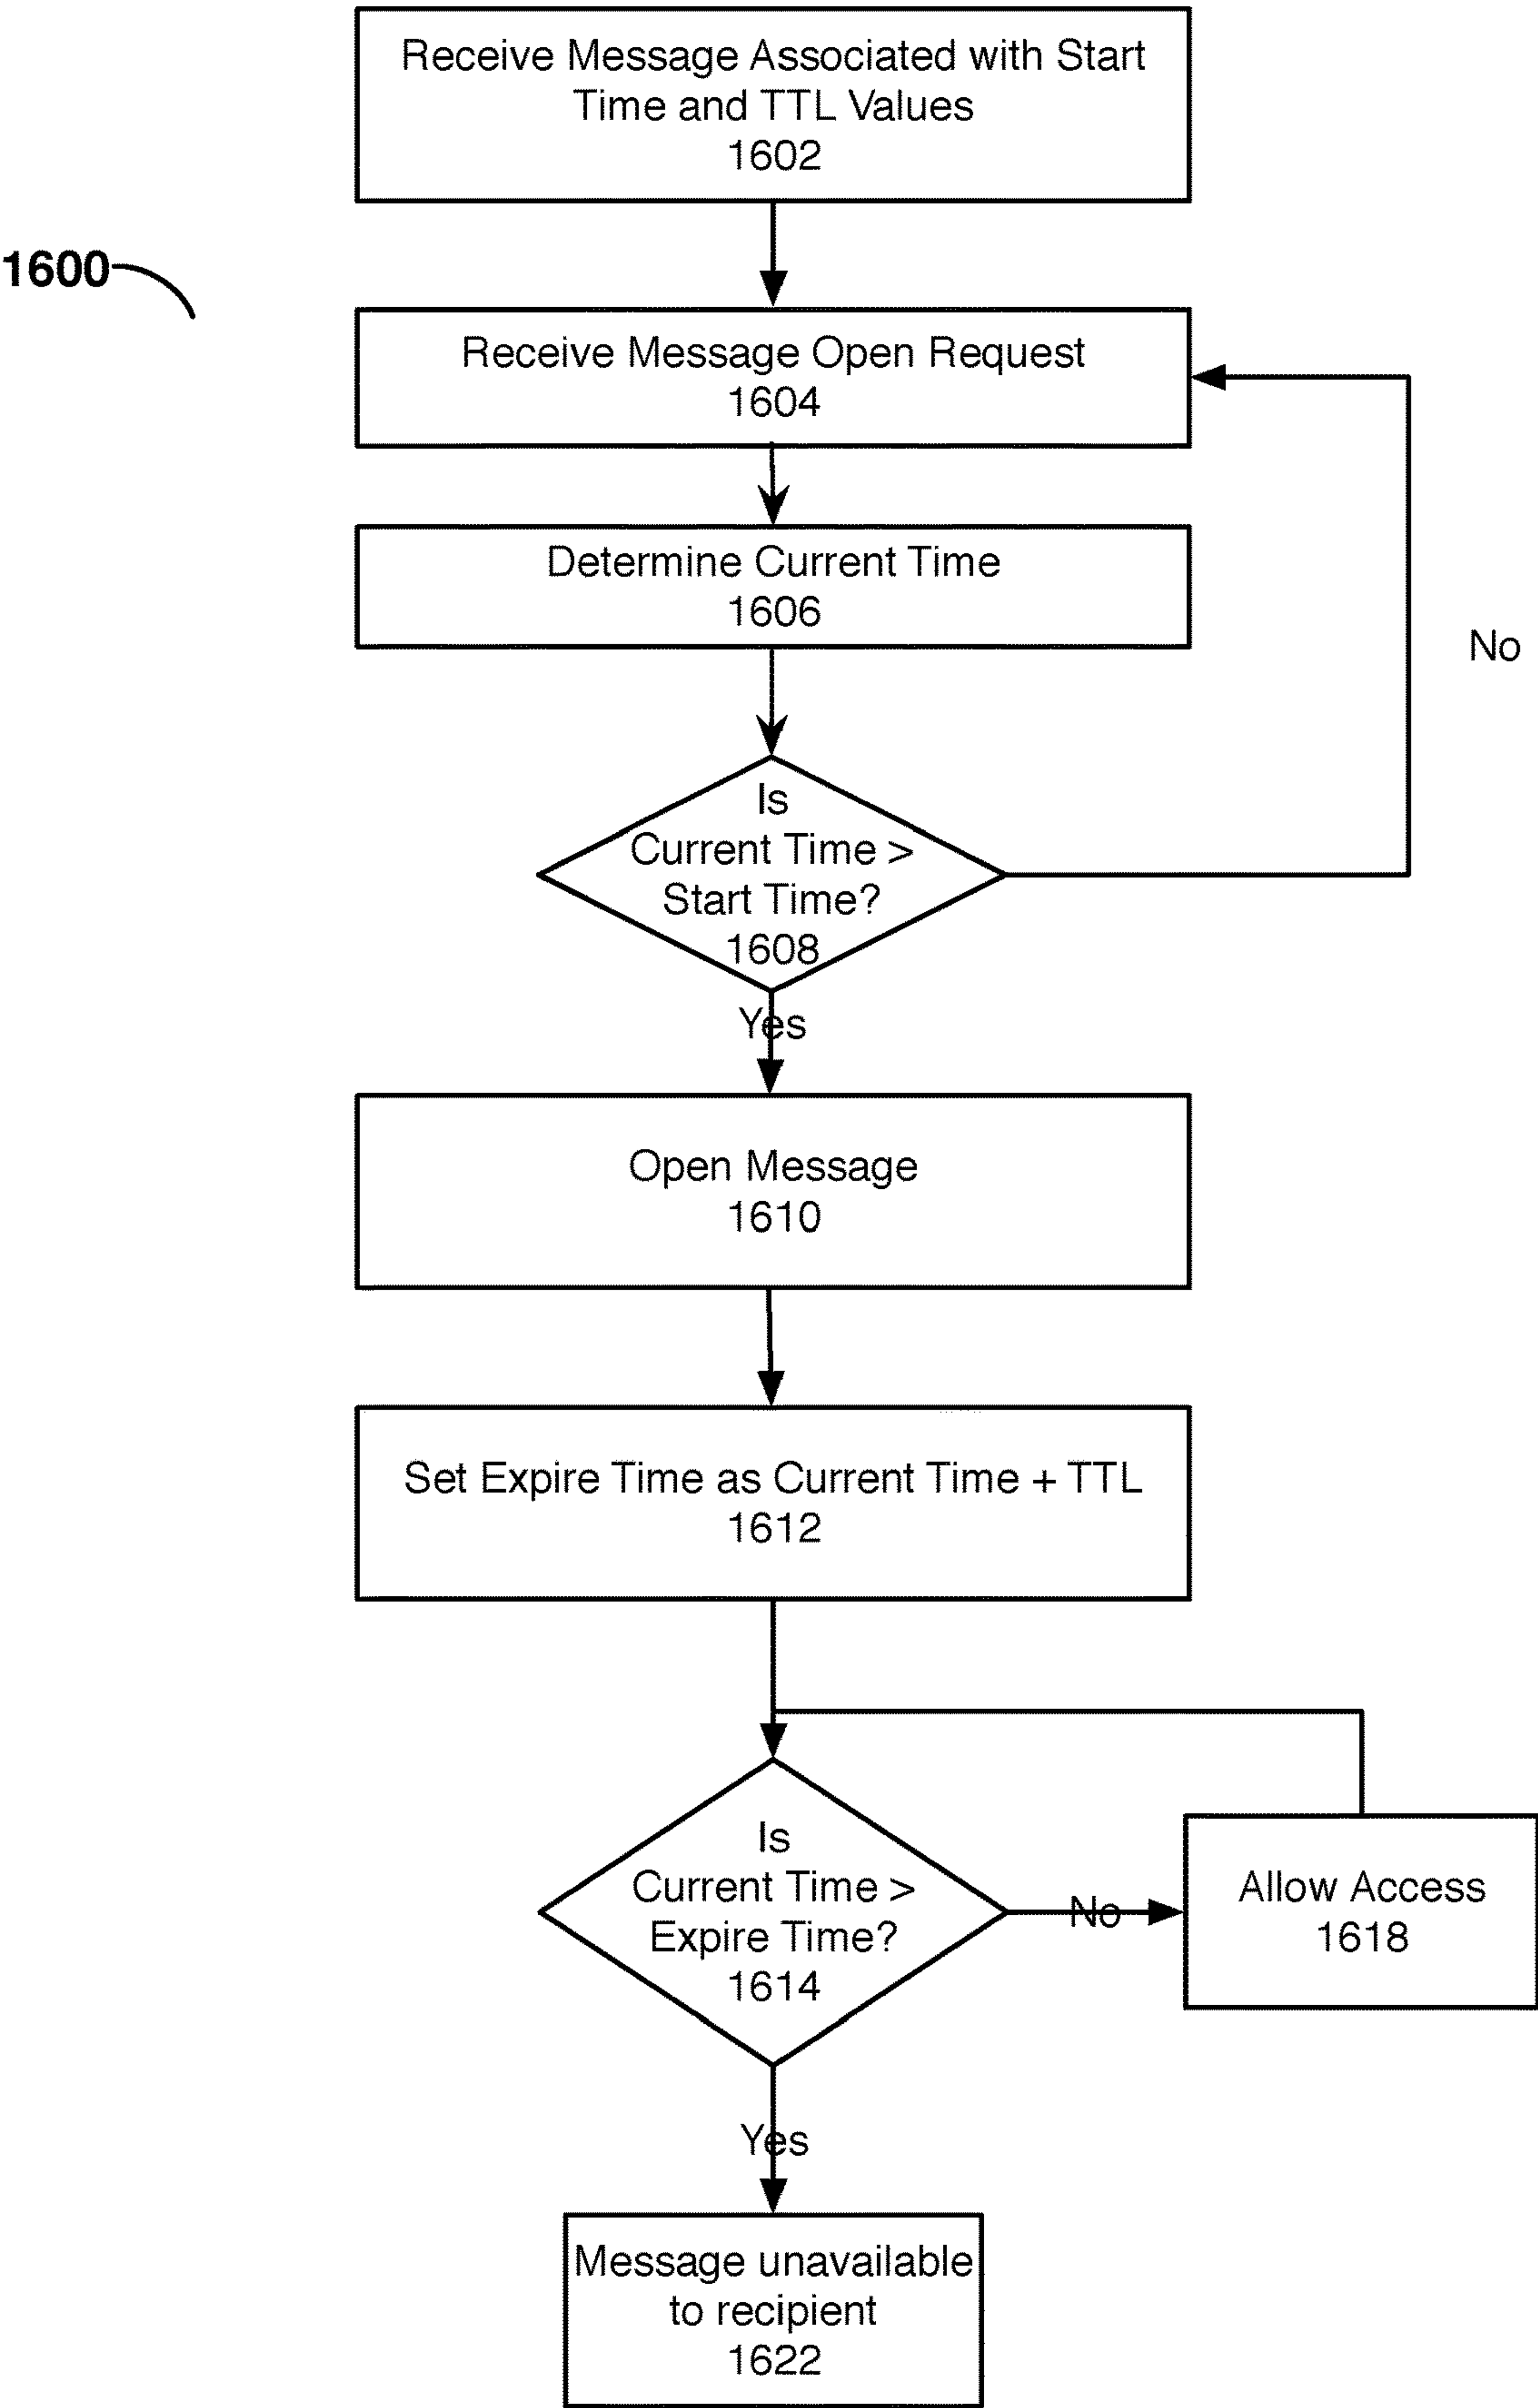 Receive Message Associated with Start
Time and TTL Values
1602
1600
Receive Message Open Request
1604
Determine Current Time
1606
No
Is
Current Time >
Start Time?
1608
Yes
Open Message
1610
Set Expire Time as Current Time + TTL
1612
Is
Current Time >
Expire Time?
1614
No
Allow Access
1618
Yes
Message unavailable
to recipient
1622